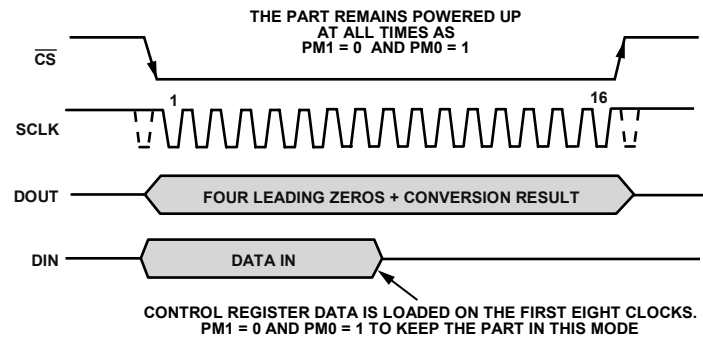 THE PART REMAINS POWERED UP
AT ALL TIMES AS
PM1 = 0 AND PM0 = 1
CS
1
16
SCLK
DOUT
FOUR LEADING ZEROS + CONVERSION RESULT
DIN
DATA IN
CONTROL REGISTER DATA IS LOADED ON THE FIRST EIGHT CLOCKS.
PM1 = 0 AND PM0 = 1 TO KEEP THE PART IN THIS MODE